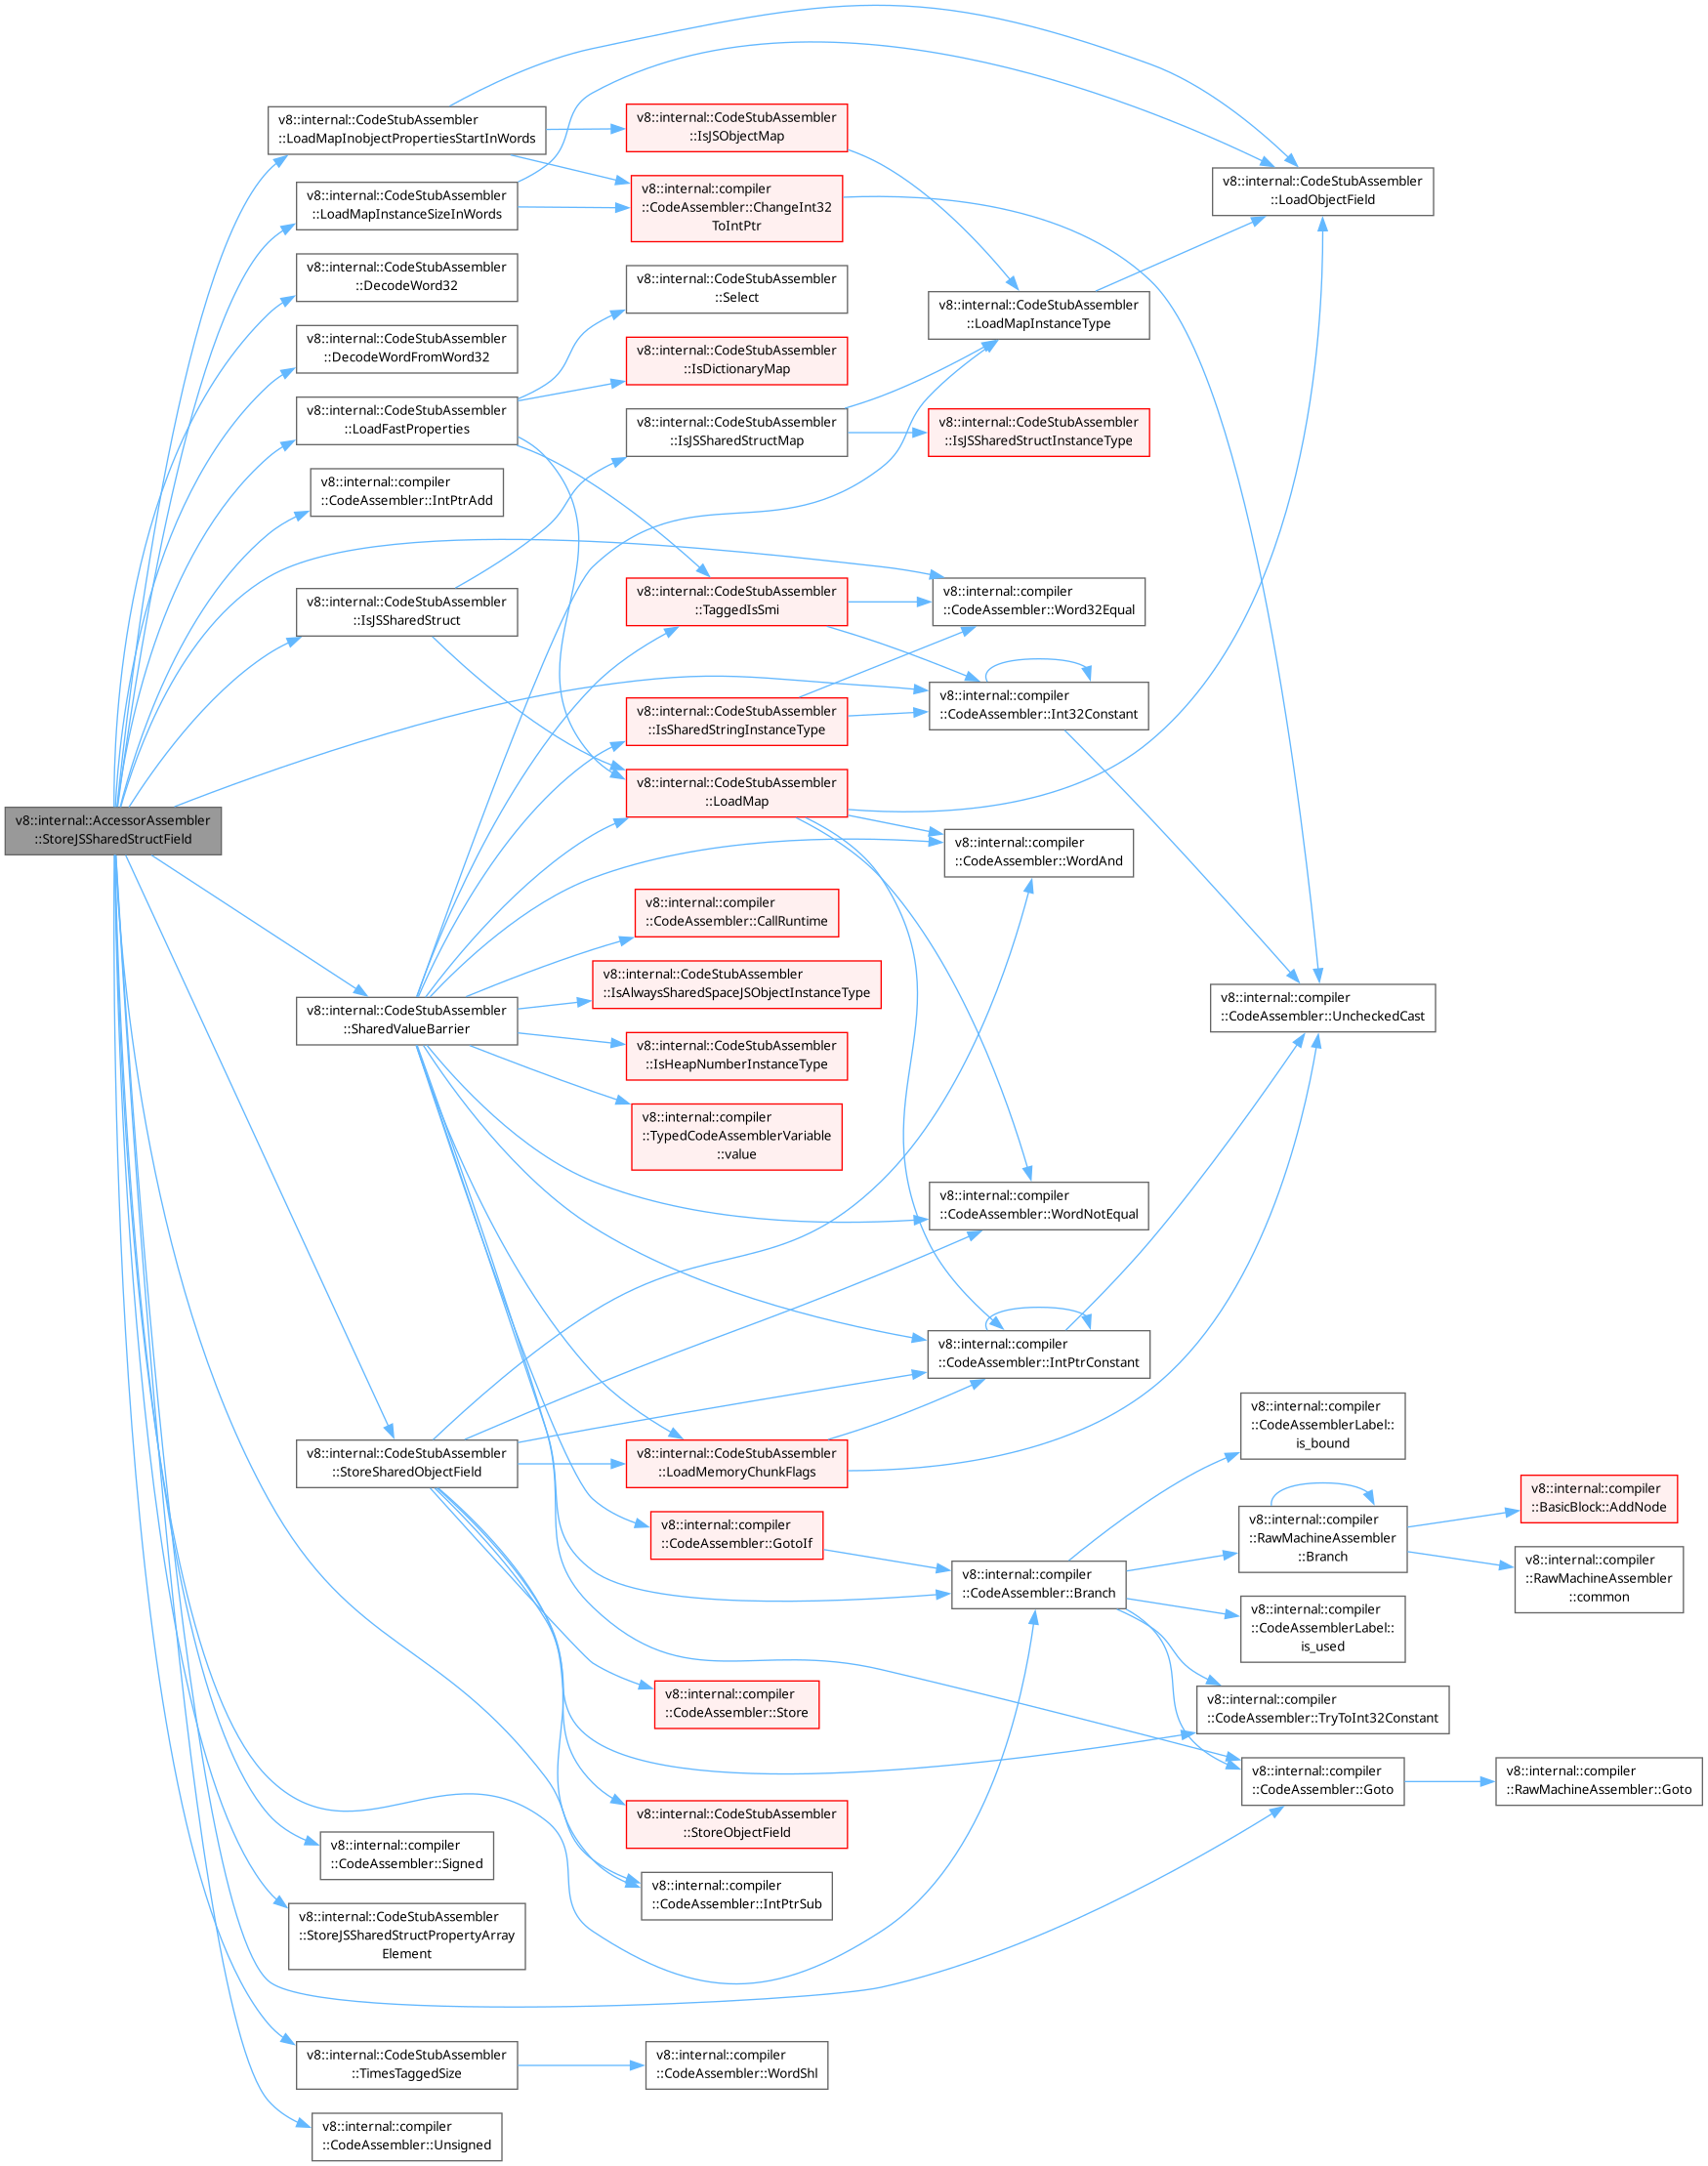 v8::internal::AccessorAssembler
::StoreJSSharedStructField
v8::internal::CodeStubAssembler
::LoadMapInobjectPropertiesStartInWords
v8::internal::CodeStubAssembler
::LoadMapInstanceSizeInWords
v8::internal::CodeStubAssembler
::DecodeWord32
v8::internal::CodeStubAssembler
::DecodeWordFromWord32
v8::internal::CodeStubAssembler
::LoadFastProperties
v8::internal::compiler
::CodeAssembler::IntPtrAdd
v8::internal::CodeStubAssembler
::IsJSSharedStruct
v8::internal::CodeStubAssembler
::SharedValueBarrier
v8::internal::CodeStubAssembler
::StoreSharedObjectField
v8::internal::compiler
::CodeAssembler::Signed
v8::internal::CodeStubAssembler
::StoreJSSharedStructPropertyArray
Element
v8::internal::CodeStubAssembler
::TimesTaggedSize
v8::internal::compiler
::CodeAssembler::Unsigned
v8::internal::CodeStubAssembler
::IsJSObjectMap
v8::internal::compiler
::CodeAssembler::ChangeInt32
ToIntPtr
v8::internal::CodeStubAssembler
::Select
v8::internal::CodeStubAssembler
::IsDictionaryMap
v8::internal::CodeStubAssembler
::IsJSSharedStructMap
v8::internal::CodeStubAssembler
::TaggedIsSmi
v8::internal::CodeStubAssembler
::IsSharedStringInstanceType
v8::internal::CodeStubAssembler
::LoadMap
v8::internal::compiler
::CodeAssembler::CallRuntime
v8::internal::CodeStubAssembler
::IsAlwaysSharedSpaceJSObjectInstanceType
v8::internal::CodeStubAssembler
::IsHeapNumberInstanceType
v8::internal::compiler
::TypedCodeAssemblerVariable
::value
v8::internal::CodeStubAssembler
::LoadMemoryChunkFlags
v8::internal::compiler
::CodeAssembler::GotoIf
v8::internal::compiler
::CodeAssembler::Store
v8::internal::CodeStubAssembler
::StoreObjectField
v8::internal::compiler
::CodeAssembler::IntPtrSub
v8::internal::compiler
::CodeAssembler::WordShl
v8::internal::CodeStubAssembler
::LoadMapInstanceType
v8::internal::CodeStubAssembler
::IsJSSharedStructInstanceType
v8::internal::compiler
::CodeAssembler::Word32Equal
v8::internal::compiler
::CodeAssembler::Int32Constant
v8::internal::compiler
::CodeAssembler::WordAnd
v8::internal::compiler
::CodeAssembler::WordNotEqual
v8::internal::compiler
::CodeAssembler::IntPtrConstant
v8::internal::compiler
::CodeAssembler::Branch
v8::internal::CodeStubAssembler
::LoadObjectField
v8::internal::compiler
::CodeAssembler::UncheckedCast
v8::internal::compiler
::CodeAssemblerLabel::
is_bound
v8::internal::compiler
::RawMachineAssembler
::Branch
v8::internal::compiler
::CodeAssemblerLabel::
is_used
v8::internal::compiler
::CodeAssembler::TryToInt32Constant
v8::internal::compiler
::CodeAssembler::Goto
v8::internal::compiler
::BasicBlock::AddNode
v8::internal::compiler
::RawMachineAssembler
::common
v8::internal::compiler
::RawMachineAssembler::Goto